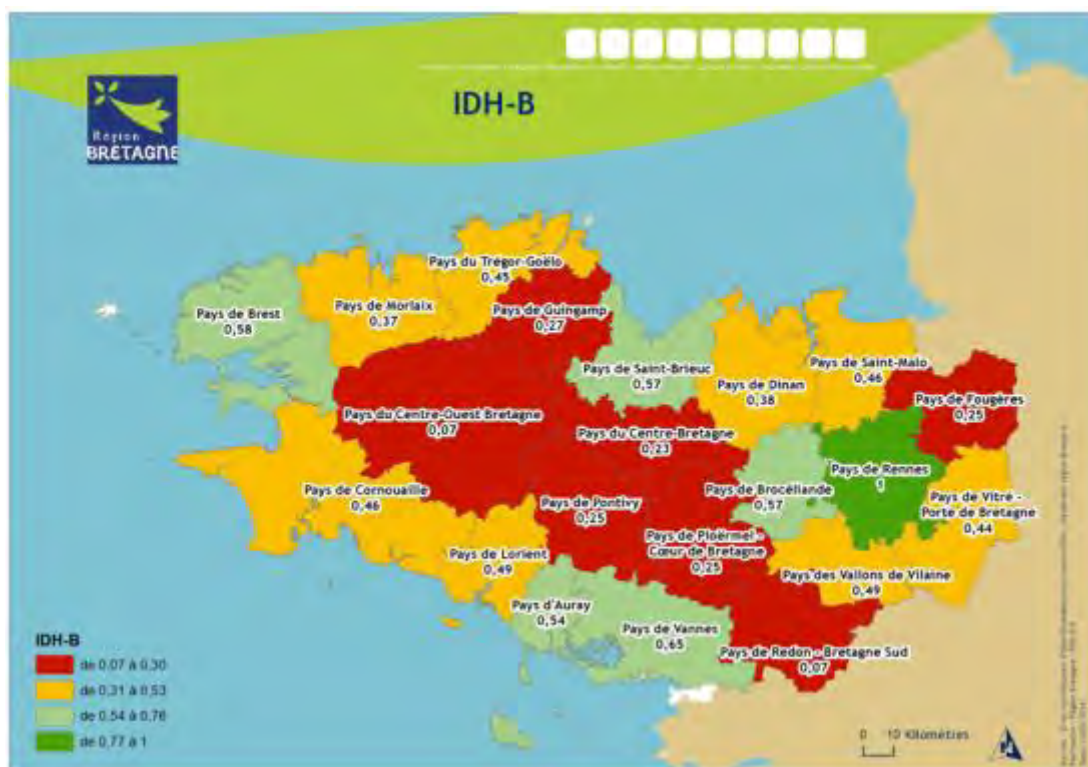 IDH-B
Région
BRETAGNE
Pays du Trégor-Goëlo
0,45
Pays de Morlaix
0,37
Pays de Brest
0,58
Pays de Guingamp
0,27
Pays de Saint-Brieuc
0,57
Pays de Saint-Malo
0,46
Pays de Dinan
0,38
Pays de Fougères
0,25
Pays du Centre-Ouest Bretagne
0,07
Pays du Centre-Bretagne
0,23
Pays de Rennes
1
Pays de Cornouaille
0,46
Pays de Pontivy
0,25
Pays de Brocéliande
0,57
Pays de Vitré -
Porte de Bretagne
0,44
Pays de Ploërmel -
Cœur de Bretagne
0,25
Pays de Lorient
0,49
Pays des Vallons de Vilaine
0,49
Pays d'Auray
0,54
Pays de Vannes
0,65
Pays de Redon - Bretagne Sud
0,07
IDH-B
de 0,07 à 0,30
de 0,31 à 0,53
de 0,54 à 0,76
de 0,77 à 1
0 10 Kilomètres